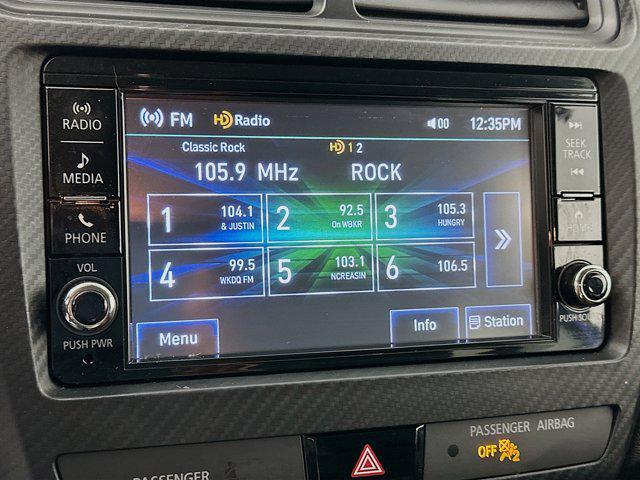 RADIO
MEDIA
PHONE
VOL
PUSH PWR
FM HD Radio 00 12:35PM
Classic Rock HD 1 2
105.9 MHz ROCK
1 104.1 & JUSTIN
2 92.5 On WBKR
3 105.3 HUNGRY
4 99.5 WKDQ FM
5 103.1 NCREASIN
6 106.5
Menu
Info
Station
SEEK
TRACK
PUSH
PASSENGER
PASSENGER AIRBAG
OFF 2